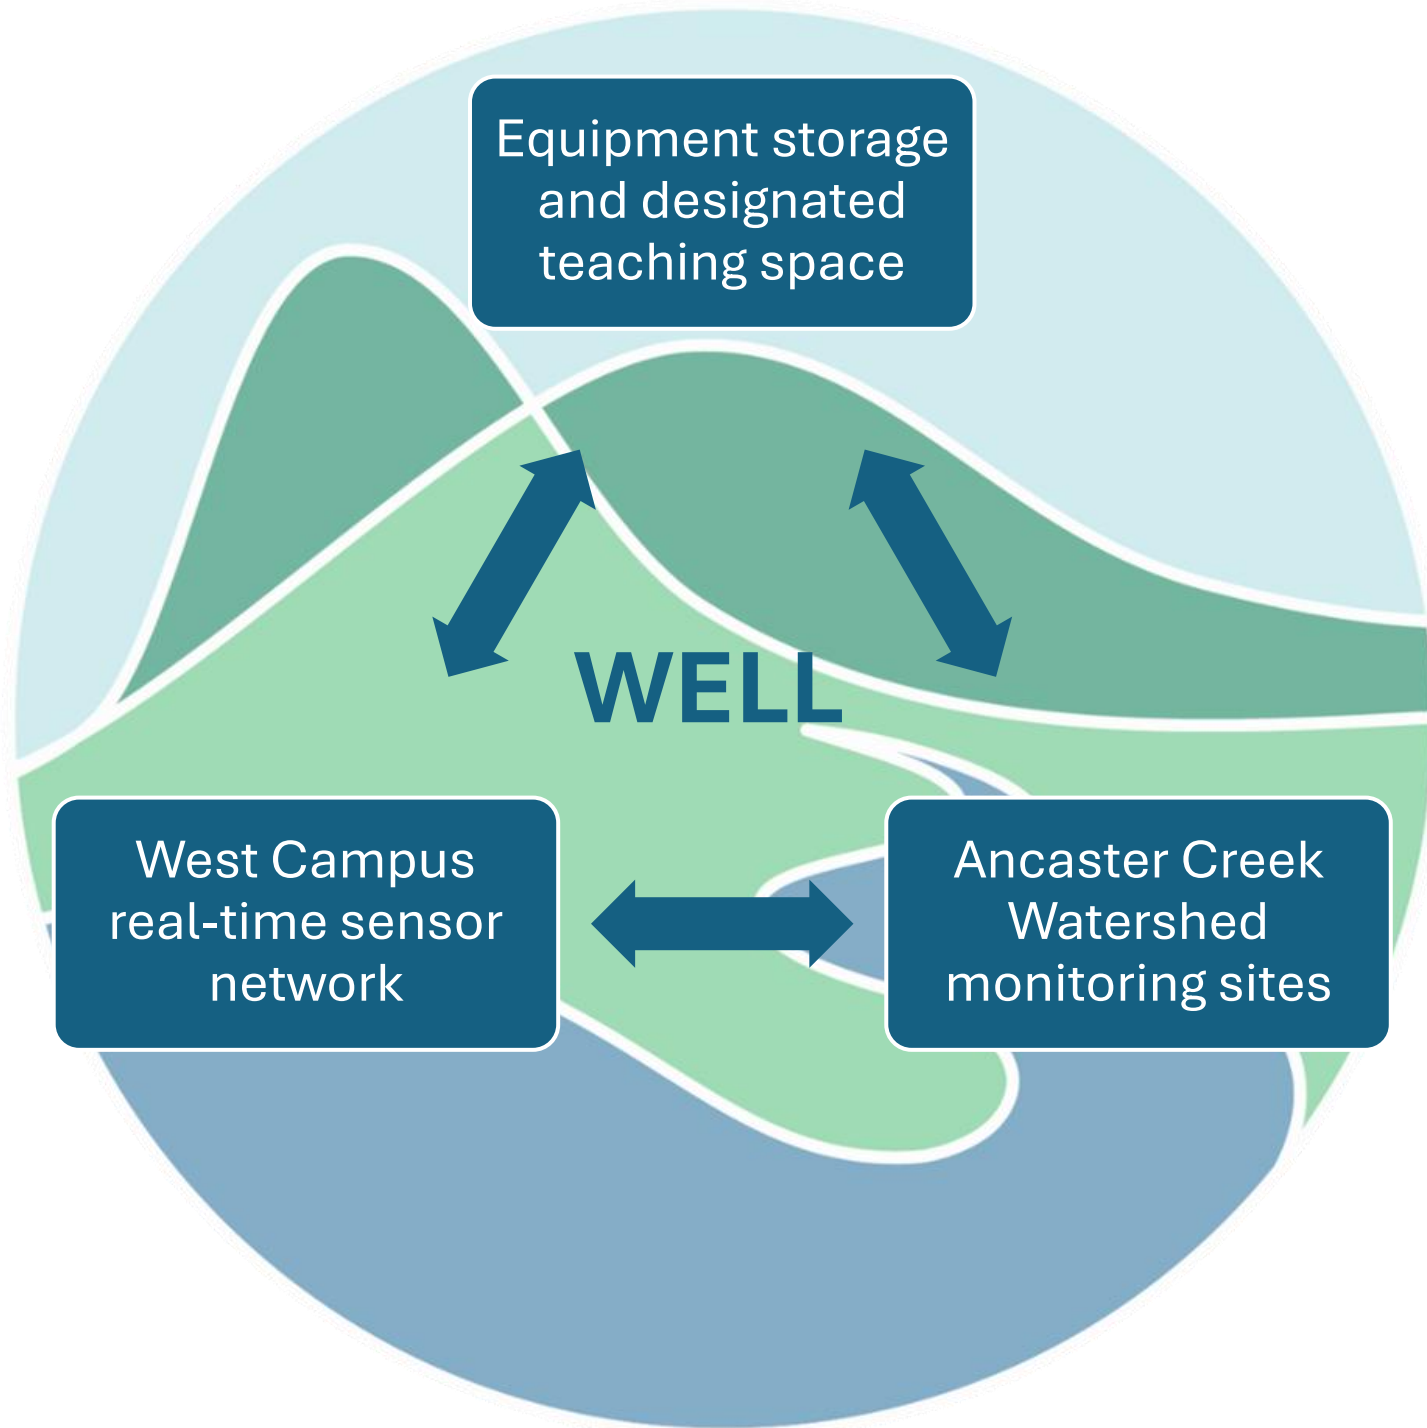 Equipment storage
and designated
teaching space
WELL
West Campus
real-time sensor
network
Ancaster Creek
Watershed
monitoring sites